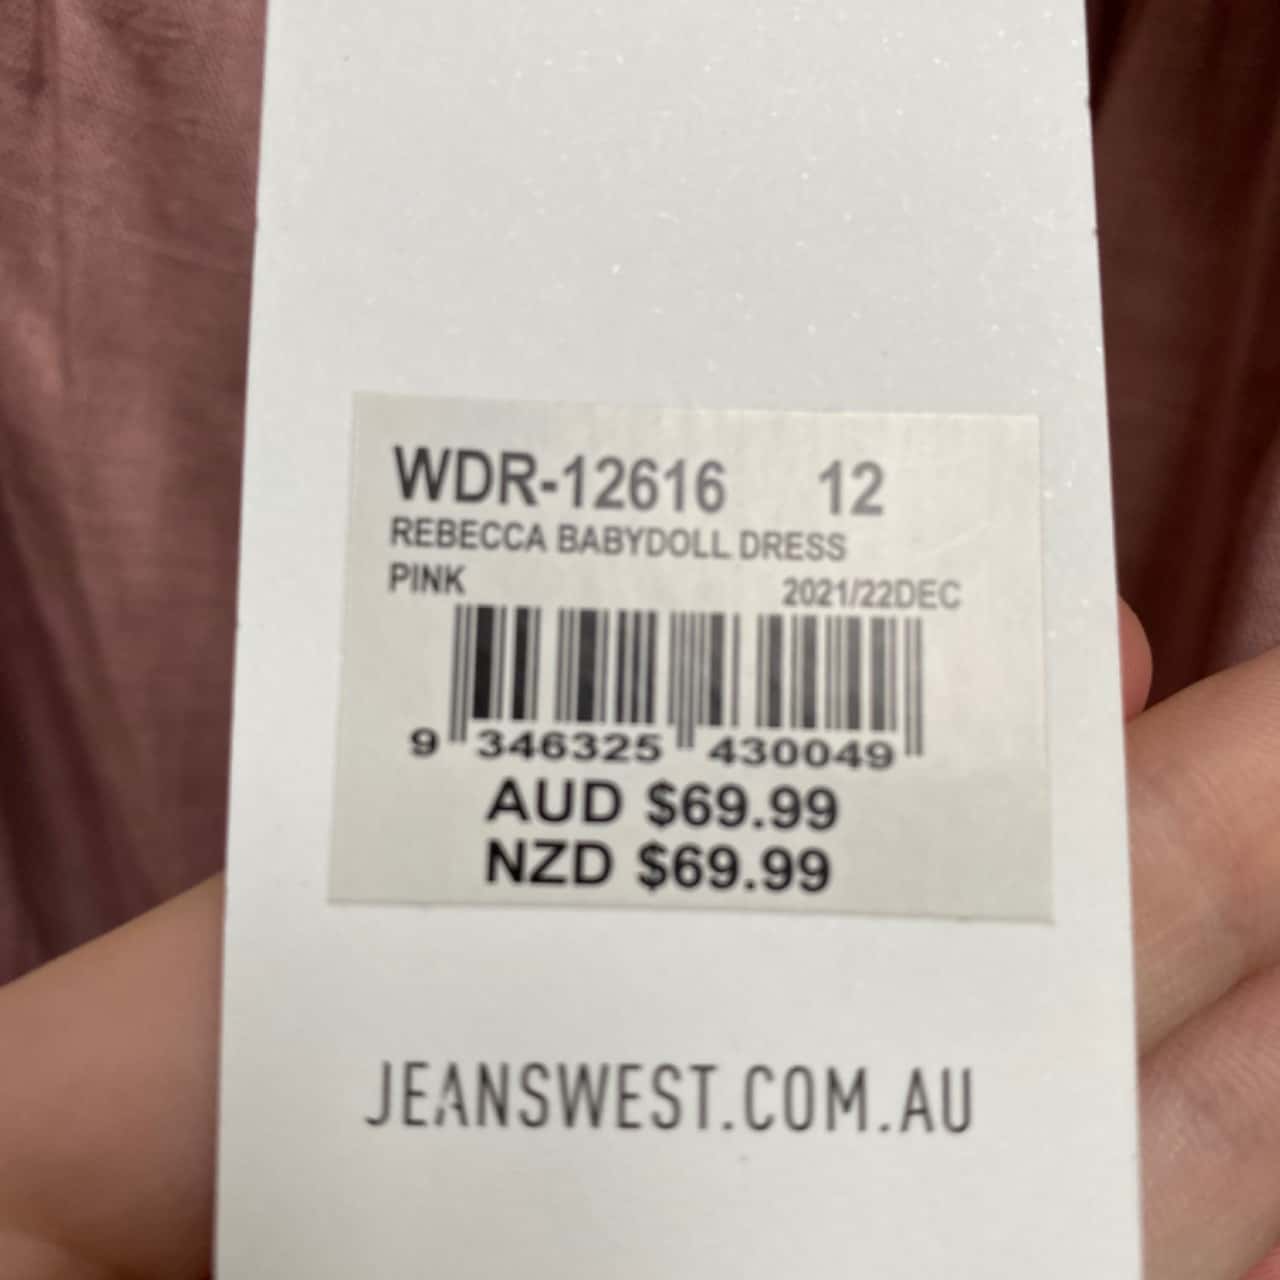 WDR-12616 12
REBECCA BABYDOLL DRESS
PINK 2021/22DEC
9 346325 430049
AUD $69.99
NZD $69.99
JEANSWEST.COM.AU